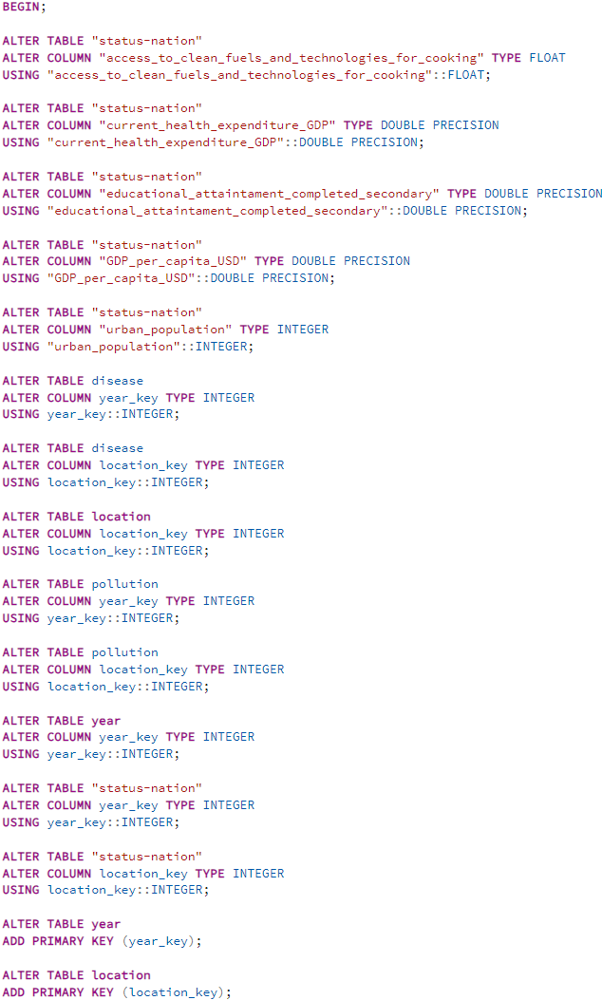 BEGIN;
ALTER TABLE "status-nation"
ALTER COLUMN "access_to_clean_fuels_and_technologies_for_cooking" TYPE FLOAT
USING "access_to_clean_fuels_and_technologies_for_cooking"::FLOAT;
ALTER TABLE "status-nation"
ALTER COLUMN "current_health_expenditure_GDP" TYPE DOUBLE PRECISION
USING "current_health_expenditure_GDP"::DOUBLE PRECISION;
ALTER TABLE "status-nation"
ALTER COLUMN "educational_attaintament_completed_secondary" TYPE DOUBLE PRECISION
USING "educational_attaintament_completed_secondary"::DOUBLE PRECISION;
ALTER TABLE "status-nation"
ALTER COLUMN "GDP_per_capita_USD" TYPE DOUBLE PRECISION
USING "GDP_per_capita_USD"::DOUBLE PRECISION;
ALTER TABLE "status-nation"
ALTER COLUMN "urban_population" TYPE INTEGER
USING "urban_population"::INTEGER;
ALTER TABLE disease
ALTER COLUMN year_key TYPE INTEGER
USING year_key::INTEGER;
ALTER TABLE disease
ALTER COLUMN location_key TYPE INTEGER
USING location_key::INTEGER;
ALTER TABLE location
ALTER COLUMN location_key TYPE INTEGER
USING location_key::INTEGER;
ALTER TABLE pollution
ALTER COLUMN year_key TYPE INTEGER
USING year_key::INTEGER;
ALTER TABLE pollution
ALTER COLUMN location_key TYPE INTEGER
USING location_key::INTEGER;
ALTER TABLE year
ALTER COLUMN year_key TYPE INTEGER
USING year_key::INTEGER;
ALTER TABLE "status-nation"
ALTER COLUMN year_key TYPE INTEGER
USING year_key::INTEGER;
ALTER TABLE "status-nation"
ALTER COLUMN location_key TYPE INTEGER
USING location_key::INTEGER;
ALTER TABLE year
ADD PRIMARY KEY (year_key);
ALTER TABLE location
ADD PRIMARY KEY (location_key);